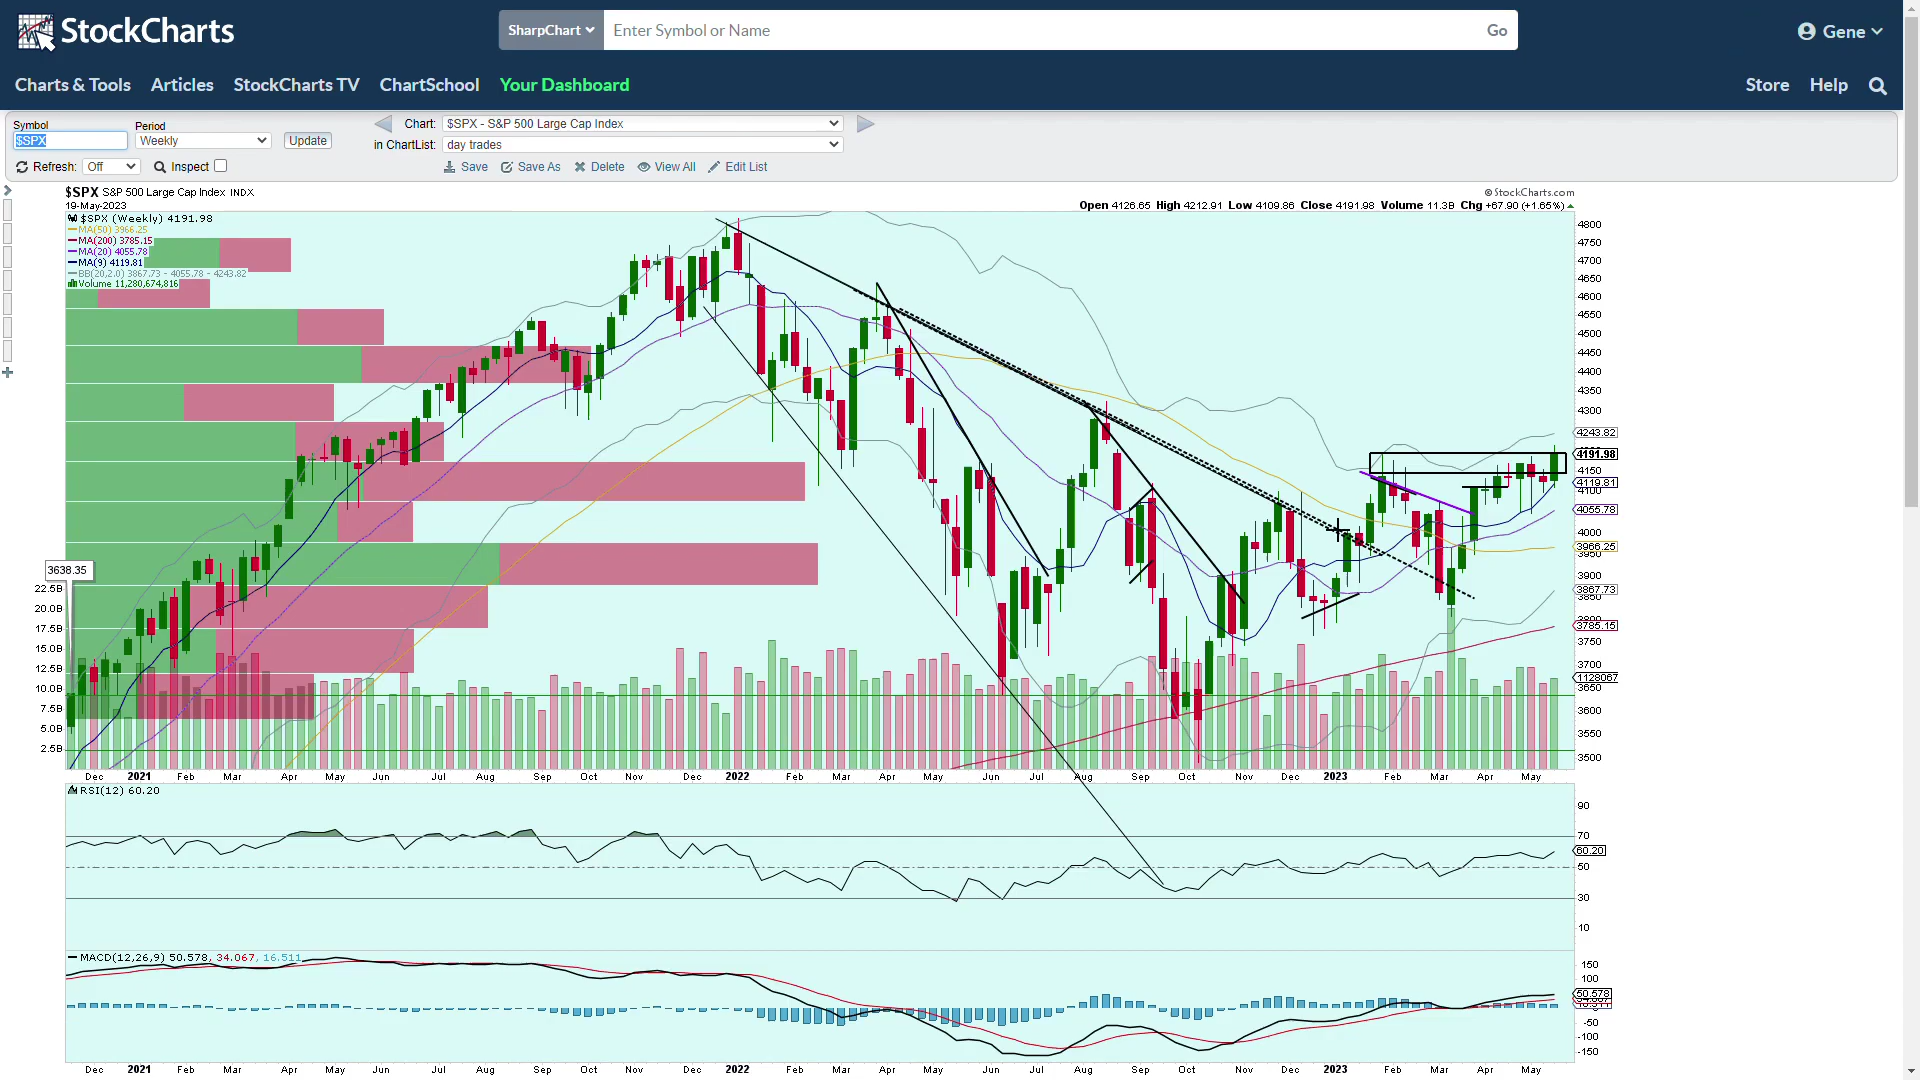 StockCharts
SharpChart
Enter Symbol or Name
Go
Gene
Charts & Tools
Articles
StockCharts TV
ChartSchool
Your Dashboard
Store
Help
Symbol
Period
$SPX
Weekly
Update
Chart:
$SPX - S&P 500 Large Cap Index
in ChartList:
day trades
Refresh:
Off
Inspect
Save
Save As
Delete
View All
Edit List
$SPX S&P 500 Large Cap Index INDX
© StockCharts.com
19-May-2023
Open 4126.65 High 4212.91 Low 4109.86 Close 4191.98 Volume 11.3B Chg +67.90 (+1.65%)
$SPX (Weekly) 4191.98
MA(50) 3966.25
MA(200) 3785.15
MA(20) 4055.78
MA(9) 4119.81
BB(20,2.0) 3867.73 - 4055.78 - 4243.82
Volume 11,280,674,816
4800
4750
4700
4650
4600
4550
4500
4450
4400
4350
4300
4243.82
4191.98
4150
4119.81
4100
4055.78
4000
3966.25
3900
3867.73
3850
3800
3785.15
3750
3700
1128067
3650
3600
3550
3500
3638.35
22.5B
20.0B
17.5B
15.0B
12.5B
10.0B
7.5B
5.0B
2.5B
Dec 2021 Feb Mar Apr May Jun Jul Aug Sep Oct Nov Dec 2022 Feb Mar Apr May Jun Jul Aug Sep Oct Nov Dec 2023 Feb Mar Apr May
RSI(12) 60.20
90
70
60.20
50
30
10
MACD(12,26,9) 50.578, 34.067, 16.511
150
100
50.578
-50
-100
-150
Dec 2021 Feb Mar Apr May Jun Jul Aug Sep Oct Nov Dec 2022 Feb Mar Apr May Jun Jul Aug Sep Oct Nov Dec 2023 Feb Mar Apr May